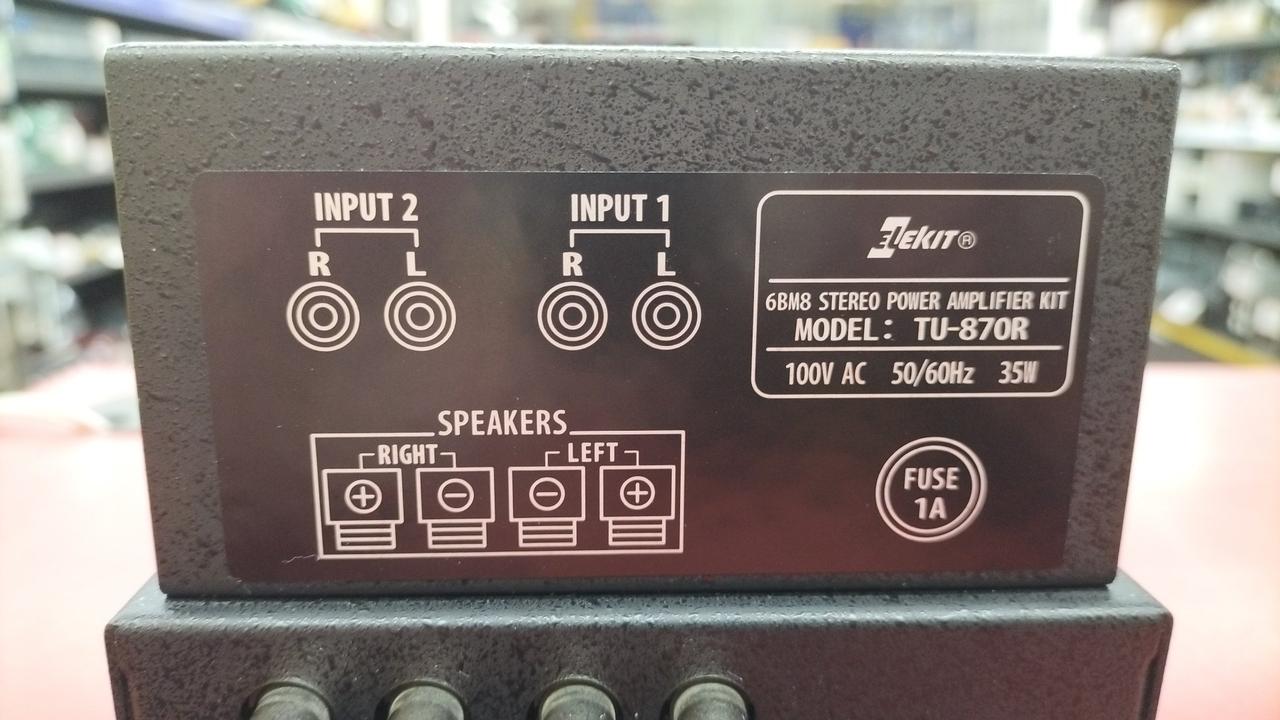 INPUT 2
R L
INPUT 1
R L
ELEKIT®
6BM8 STEREO POWER AMPLIFIER KIT
MODEL: TU-870R
100V AC 50/60Hz 35W
SPEAKERS
RIGHT LEFT
+ − − +
FUSE
1A